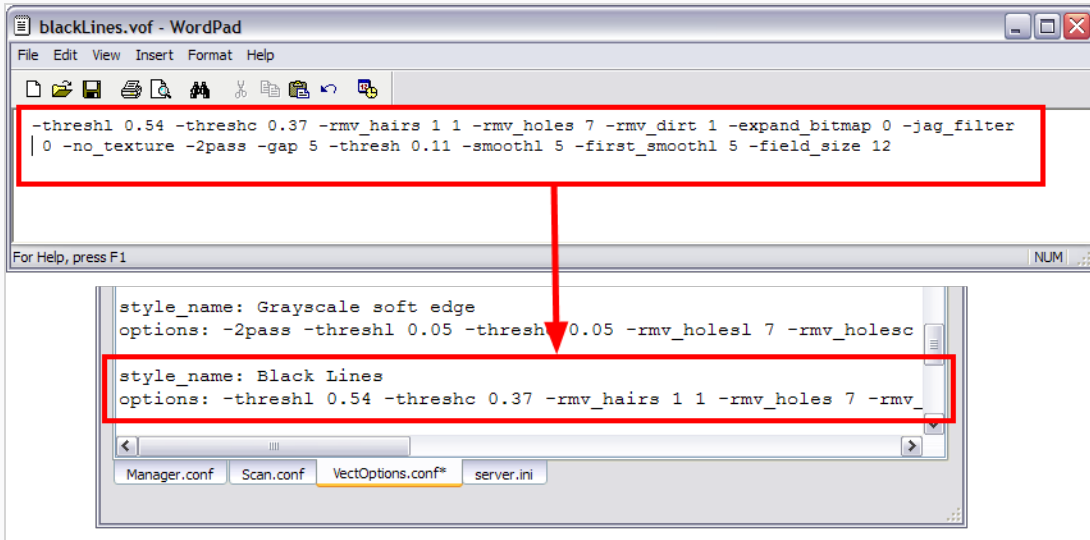 blackLines.vof - WordPad
File Edit View Insert Format Help
-threshl 0.54 -threshc 0.37 -rmv_hairs 1 1 -rmv_holes 7 -rmv_dirt 1 -expand_bitmap 0 -jag_filter
0 -no_texture -2pass -gap 5 -thresh 0.11 -smoothl 5 -first_smoothl 5 -field_size 12
For Help, press F1
NUM
style_name: Grayscale soft edge
options: -2pass -threshl 0.05 -thresh 0.05 -rmv_holesl 7 -rmv_holesc
style_name: Black Lines
options: -threshl 0.54 -threshc 0.37 -rmv_hairs 1 1 -rmv_holes 7 -rmv_
Manager.conf Scan.conf VectOptions.conf* server.ini